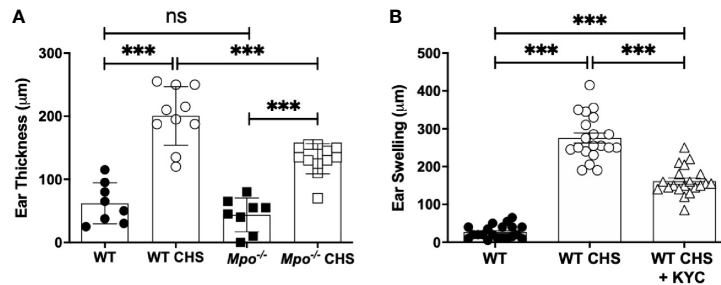 A
ns
***
***
***
Ear Thickness (μm)
300
200
100
0
WT
WT CHS
Mpo-/-
Mpo-/- CHS
B
***
***
***
Ear Swelling (μm)
500
400
300
200
100
0
WT
WT CHS
WT CHS
+ KYC